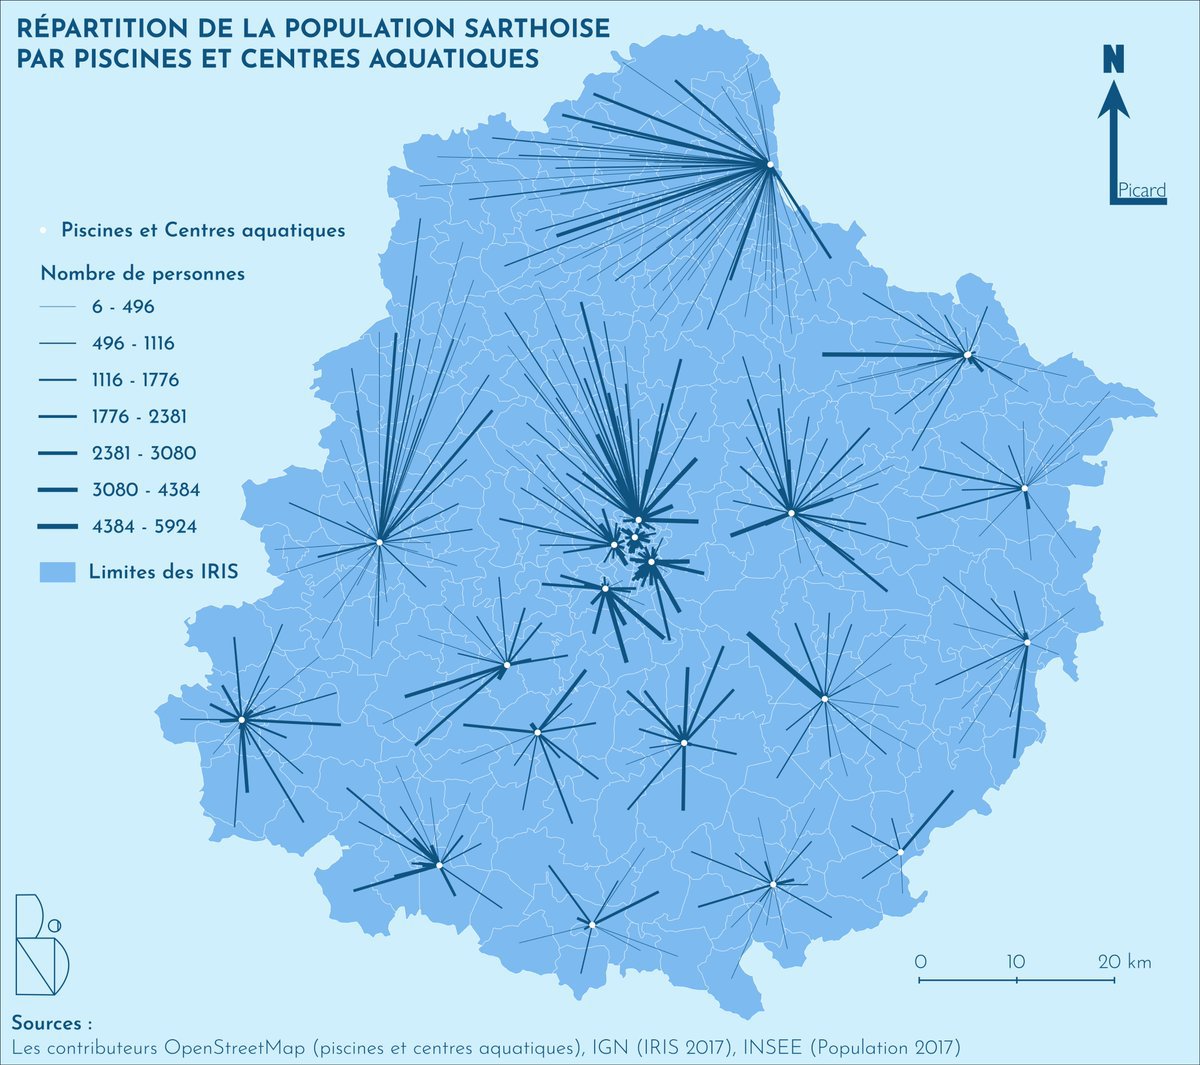 RÉPARTITION DE LA POPULATION SARTHOISE
PAR PISCINES ET CENTRES AQUATIQUES
N
Picard
Piscines et Centres aquatiques
Nombre de personnes
6 - 496
496 - 1116
1116 - 1776
1776 - 2381
2381 - 3080
3080 - 4384
4384 - 5924
Limites des IRIS
0 10 20 km
Sources :
Les contributeurs OpenStreetMap (piscines et centres aquatiques), IGN (IRIS 2017), INSEE (Population 2017)